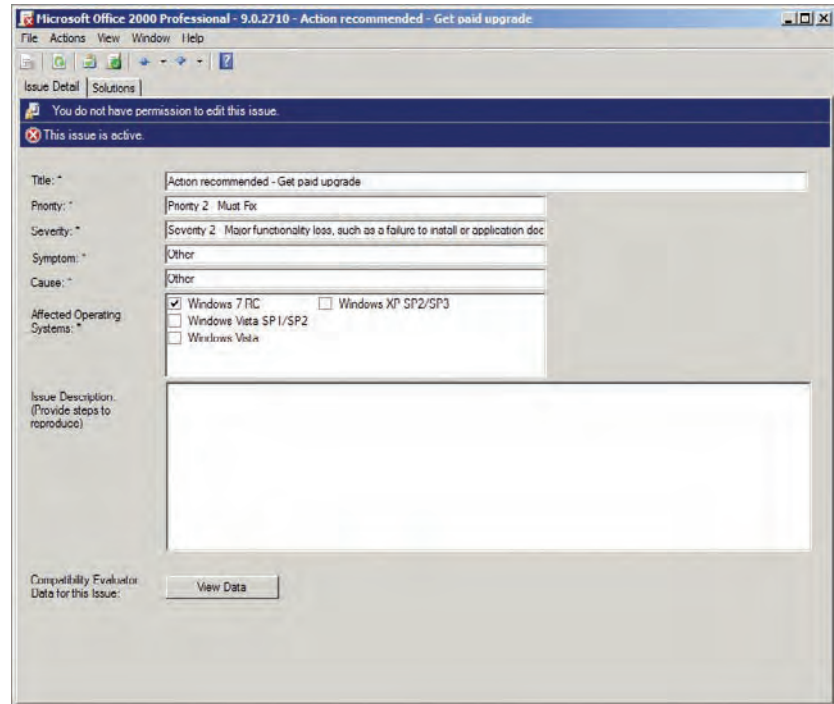 Microsoft Office 2000 Professional - 9.0.2710 - Action recommended - Get paid upgrade
File Actions View Window Help
Issue Detail Solutions
You do not have permission to edit this issue.
This issue is active.
Title: * Action recommended - Get paid upgrade
Priority: * Priority 2 Must Fix
Severity: * Severity 2 Major functionality loss, such as a failure to install or application doc
Symptom: * Other
Cause: * Other
Affected Operating Systems: *
Windows 7 RC Windows XP SP2/SP3
Windows Vista SP1/SP2
Windows Vista
Issue Description.
(Provide steps to
reproduce)
Compatibility Evaluator
Data for this Issue:
View Data